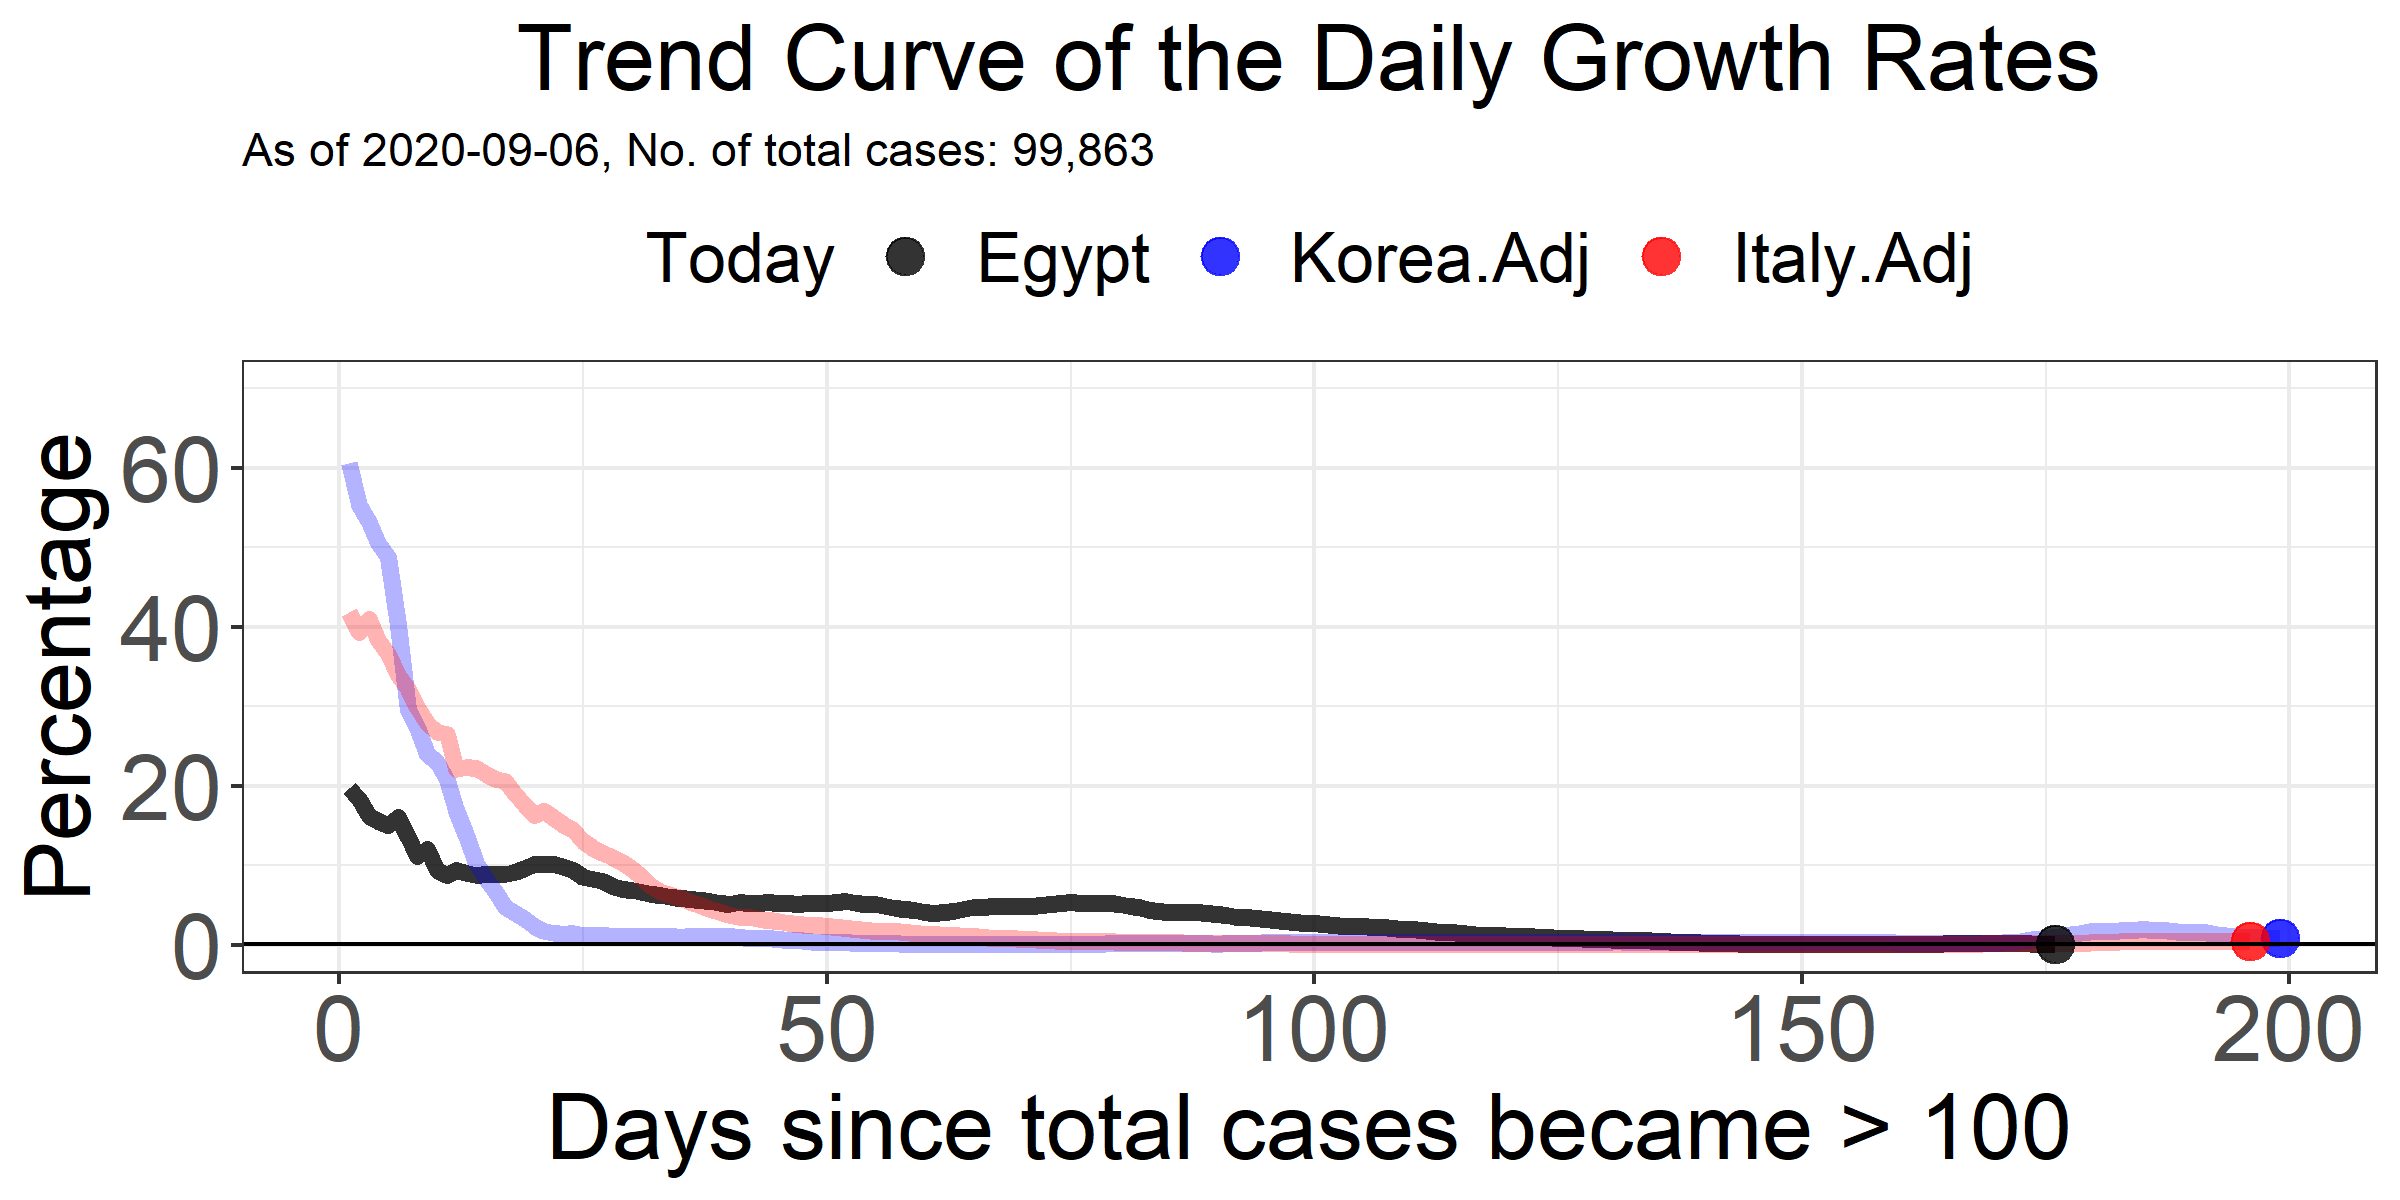 Trend Curve of the Daily Growth Rates
As of 2020-09-06, No. of total cases: 99,863
Today Egypt Korea.Adj Italy.Adj
Percentage
60
40
20
0
0 50 100 150 200
Days since total cases became > 100